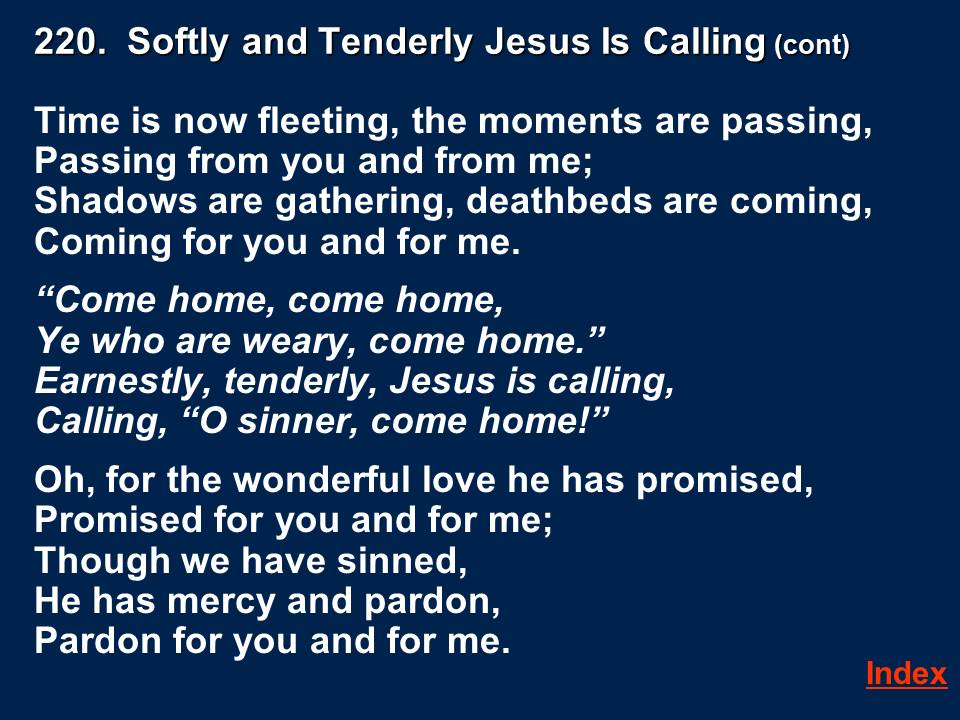 220.  Softly and Tenderly Jesus Is Calling (cont)
Time is now fleeting, the moments are passing,
Passing from you and from me;
Shadows are gathering, deathbeds are coming,
Coming for you and for me.
“Come home, come home,
Ye who are weary, come home.”
Earnestly, tenderly, Jesus is calling,
Calling, “O sinner, come home!”
Oh, for the wonderful love he has promised,
Promised for you and for me;
Though we have sinned,
He has mercy and pardon,
Pardon for you and for me.
Index